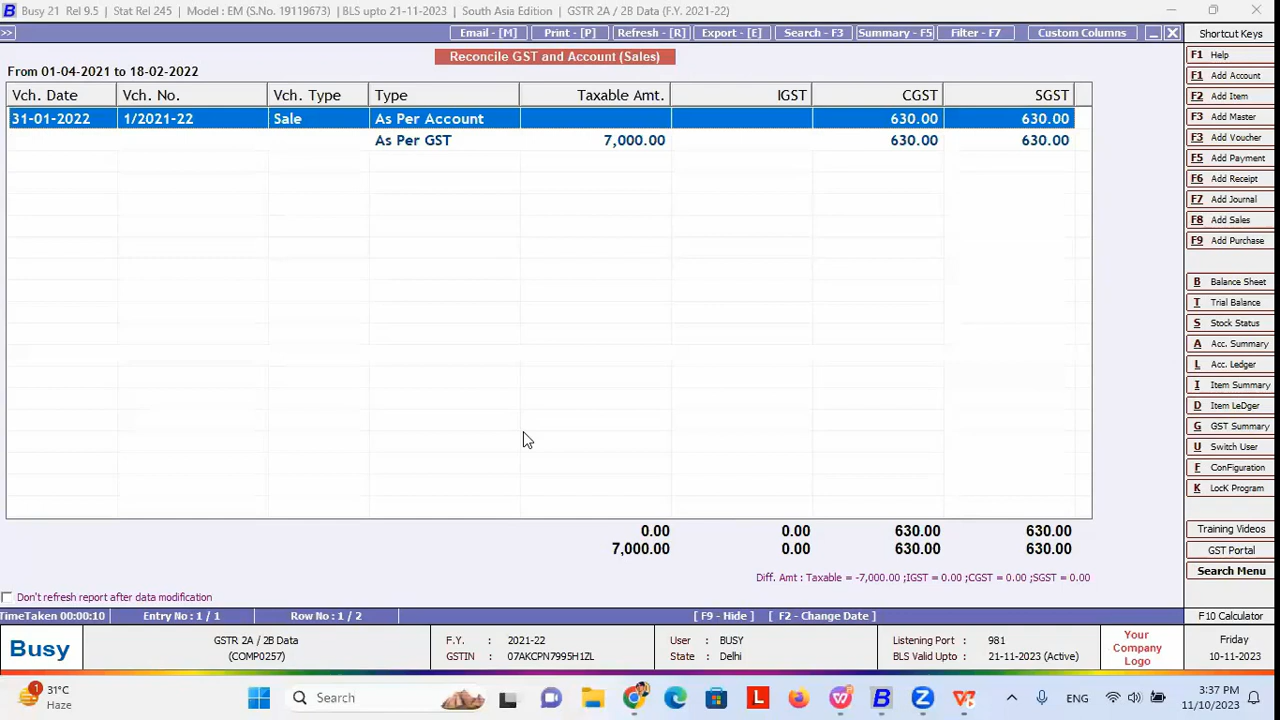 Busy 21 Rel 9.5 | Stat Rel 245 | Model : EM (S.No. 19119673) | BLS upto 21-11-2023 | South Asia Edition | GSTR 2A / 2B Data (F.Y. 2021-22)
>> Email - [M] Print - [P] Refresh - [R] Export - [E] Search - F3 Summary - F5 Filter - F7 Custom Columns
Reconcile GST and Account (Sales)
From 01-04-2021 to 18-02-2022
Vch. Date Vch. No. Vch. Type Type Taxable Amt. IGST CGST SGST
31-01-2022 1/2021-22 Sale As Per Account 630.00 630.00
As Per GST 7,000.00 630.00 630.00
0.00 0.00 630.00 630.00
7,000.00 0.00 630.00 630.00
Diff. Amt : Taxable = -7,000.00 ;IGST = 0.00 ;CGST = 0.00 ;SGST = 0.00
Don't refresh report after data modification
TimeTaken 00:00:10 Entry No : 1 / 1 Row No : 1 / 2 [ F9 - Hide ] [ F2 - Change Date ]
Shortcut Keys
F1 Help
F1 Add Account
F2 Add Item
F3 Add Master
F3 Add Voucher
F5 Add Payment
F6 Add Receipt
F7 Add Journal
F8 Add Sales
F9 Add Purchase
B Balance Sheet
T Trial Balance
S Stock Status
A Acc. Summary
L Acc. Ledger
I Item Summary
D Item LeDger
G GST Summary
U Switch User
F ConFiguration
K LocK Program
Training Videos
GST Portal
Search Menu
F10 Calculator
Busy
GSTR 2A / 2B Data
(COMP0257)
F.Y. : 2021-22
GSTIN : 07AKCPN7995H1ZL
User : BUSY
State : Delhi
Listening Port : 981
BLS Valid Upto : 21-11-2023 (Active)
Your
Company
Logo
Friday
10-11-2023
1
31°C
Haze
Search
ENG
3:37 PM
11/10/2023